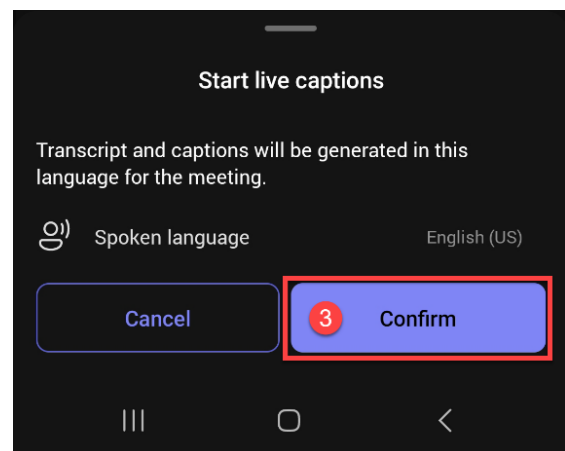 Start live captions
Transcript and captions will be generated in this
language for the meeting.
Spoken language English (US)
Cancel 3 Confirm